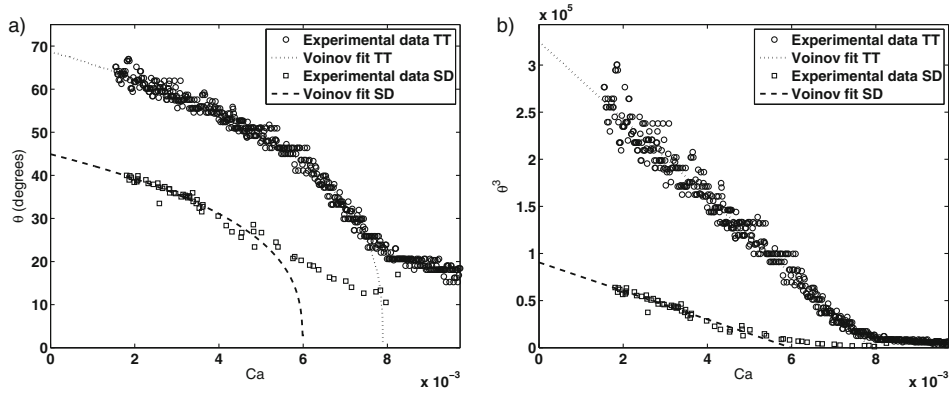 a)
70
60
50
40
30
20
10
0
θ (degrees)
0 2 4 6 8
Ca
x 10⁻³
Experimental data TT
Voinov fit TT
Experimental data SD
Voinov fit SD
b)
x 10⁵
3
2.5
2
1.5
1
0.5
0
θ³
0 2 4 6 8
Ca
x 10⁻³
Experimental data TT
Voinov fit TT
Experimental data SD
Voinov fit SD